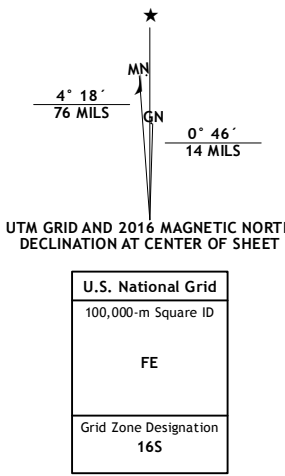 ★
MN
4° 18´
76 MILS
GN
0° 46´
14 MILS
UTM GRID AND 2016 MAGNETIC NORTH
DECLINATION AT CENTER OF SHEET
U.S. National Grid
100,000-m Square ID
FE
Grid Zone Designation
16S